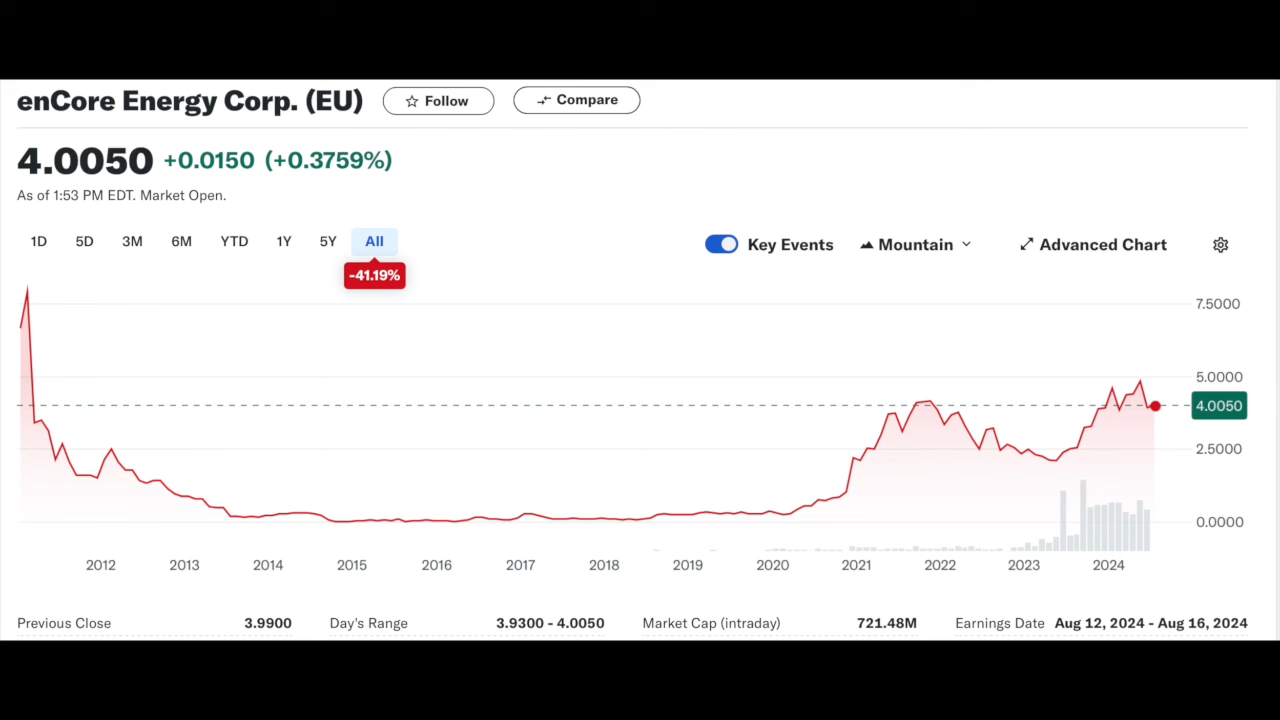 enCore Energy Corp. (EU) Follow Compare
4.0050 +0.0150 (+0.3759%)
As of 1:53 PM EDT. Market Open.
1D 5D 3M 6M YTD 1Y 5Y All Key Events Mountain Advanced Chart
-41.19%
7.5000
5.0000
4.0050
2.5000
0.0000
2012 2013 2014 2015 2016 2017 2018 2019 2020 2021 2022 2023 2024
Previous Close 3.9900 Day's Range 3.9300 - 4.0050 Market Cap (intraday) 721.48M Earnings Date Aug 12, 2024 - Aug 16, 2024